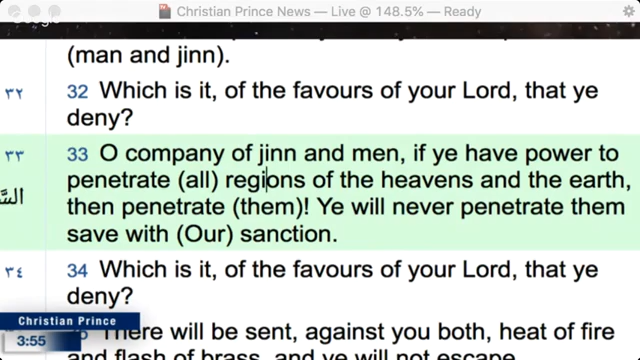 Christian Prince News — Live @ 148.5% — Ready
(man and jinn).
٣٢ 32 Which is it, of the favours of your Lord, that ye
deny?
٣٣ 33 O company of jinn and men, if ye have power to
penetrate (all) regions of the heavens and the earth,
then penetrate (them)! Ye will never penetrate them
save with (Our) sanction.
٣٤ 34 Which is it, of the favours of your Lord, that ye
deny?
Christian Prince
3:55
There will be sent, against you both, heat of fire
and flash of brass, and ye will not escape.